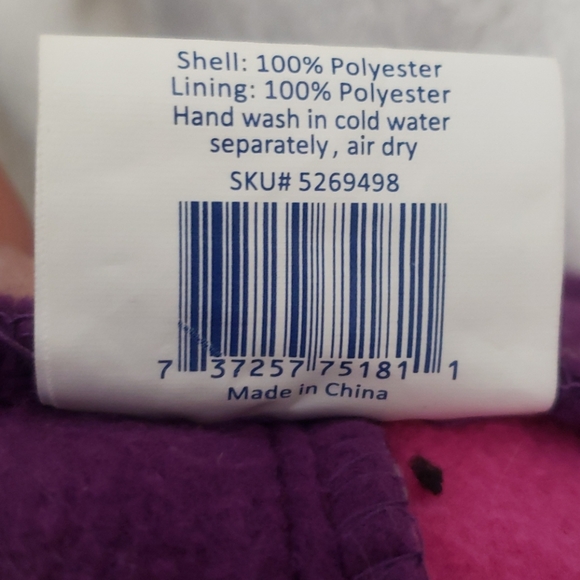 Shell: 100% Polyester
Lining: 100% Polyester
Hand wash in cold water
separately, air dry
SKU# 5269498
7 37257 75181 1
Made in China